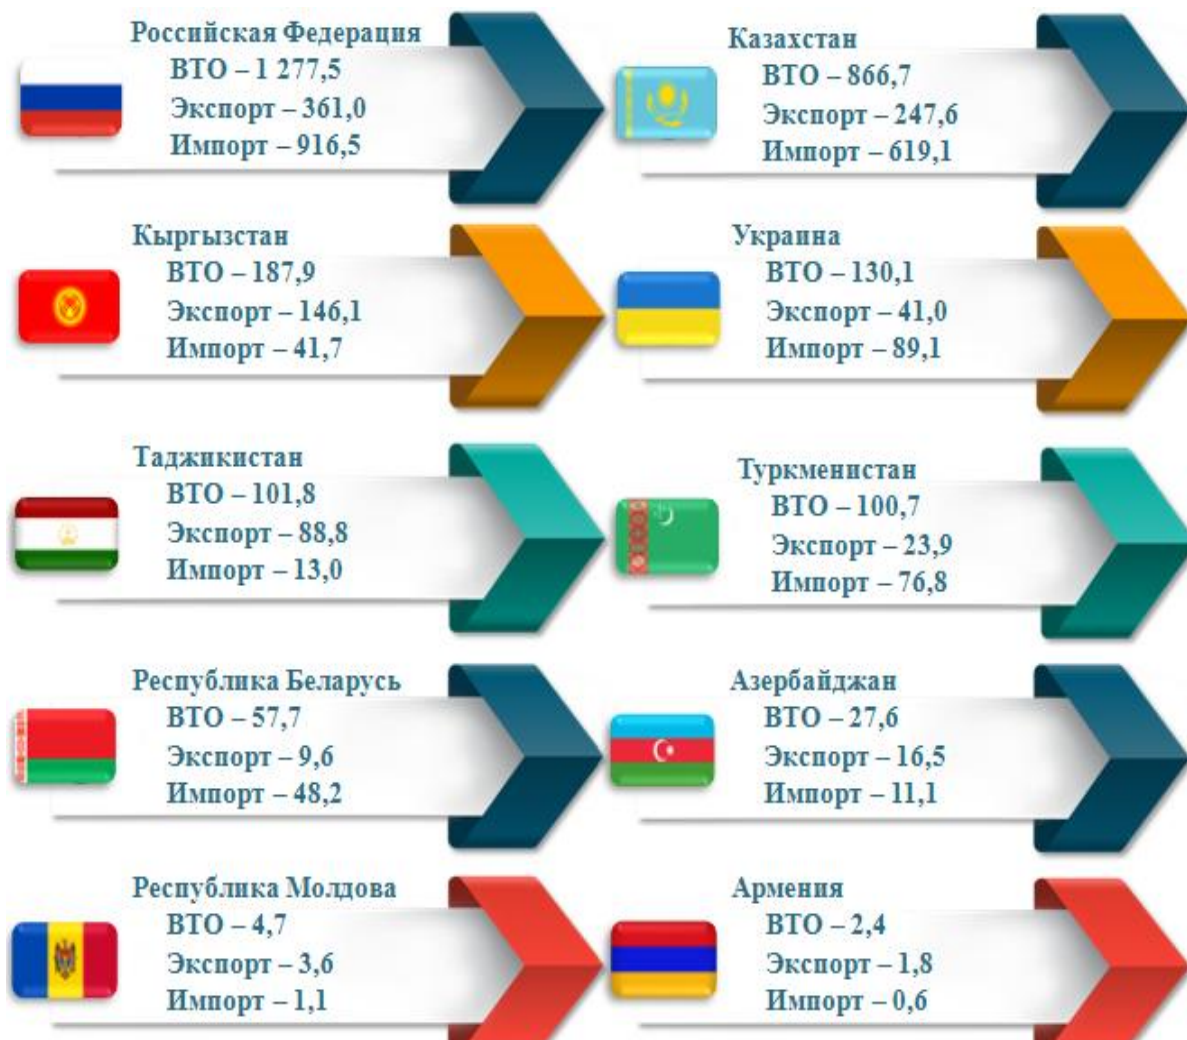 Российская Федерация
ВТО – 1 277,5
Экспорт – 361,0
Импорт – 916,5
Казахстан
ВТО – 866,7
Экспорт – 247,6
Импорт – 619,1
Кыргызстан
ВТО – 187,9
Экспорт – 146,1
Импорт – 41,7
Украина
ВТО – 130,1
Экспорт – 41,0
Импорт – 89,1
Таджикистан
ВТО – 101,8
Экспорт – 88,8
Импорт – 13,0
Туркменистан
ВТО – 100,7
Экспорт – 23,9
Импорт – 76,8
Республика Беларусь
ВТО – 57,7
Экспорт – 9,6
Импорт – 48,2
Азербайджан
ВТО – 27,6
Экспорт – 16,5
Импорт – 11,1
Республика Молдова
ВТО – 4,7
Экспорт – 3,6
Импорт – 1,1
Армения
ВТО – 2,4
Экспорт – 1,8
Импорт – 0,6